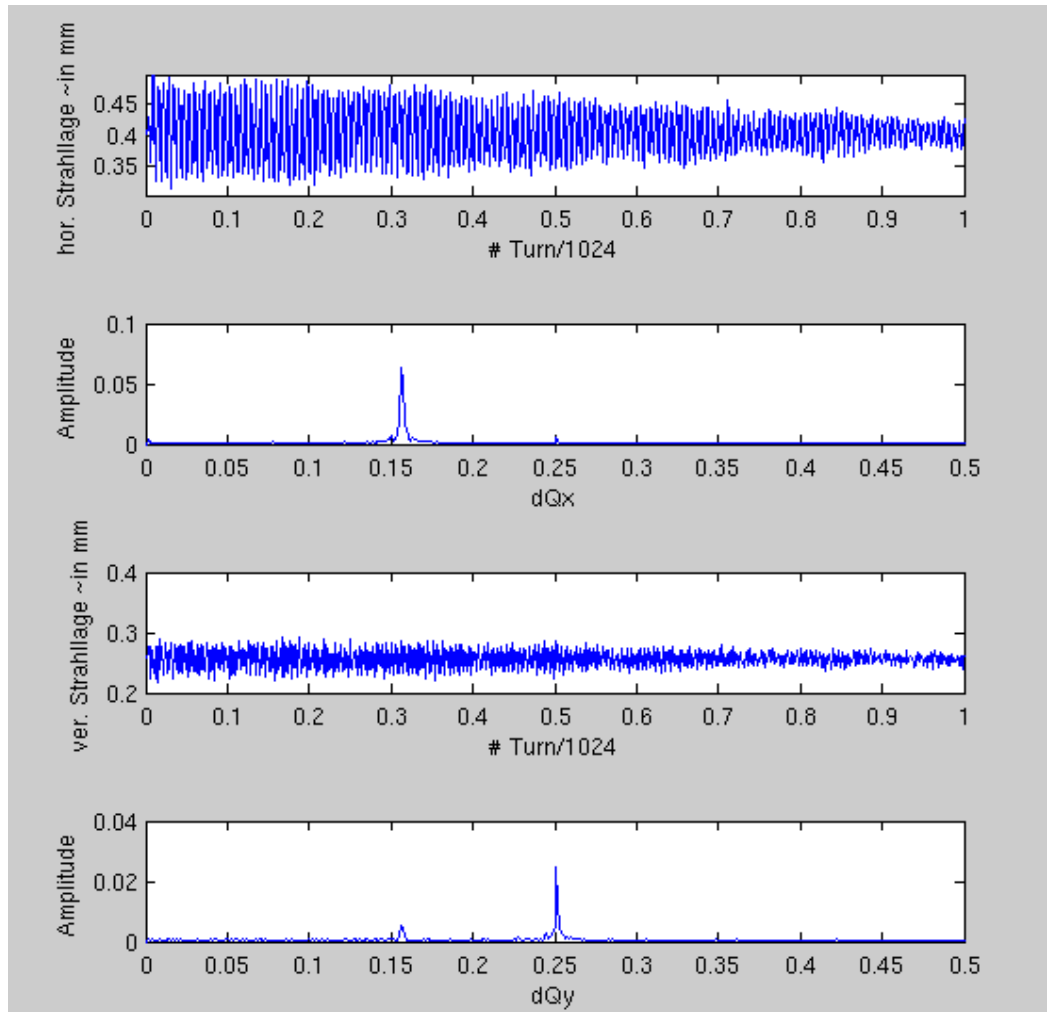 hor. Strahllage ~in mm
0.45
0.4
0.35
0 0.1 0.2 0.3 0.4 0.5 0.6 0.7 0.8 0.9 1
# Turn/1024
Amplitude
0.1
0.05
0
0 0.05 0.1 0.15 0.2 0.25 0.3 0.35 0.4 0.45 0.5
dQx
ver. Strahllage ~in mm
0.4
0.3
0.2
0 0.1 0.2 0.3 0.4 0.5 0.6 0.7 0.8 0.9 1
# Turn/1024
Amplitude
0.04
0.02
0
0 0.05 0.1 0.15 0.2 0.25 0.3 0.35 0.4 0.45 0.5
dQy